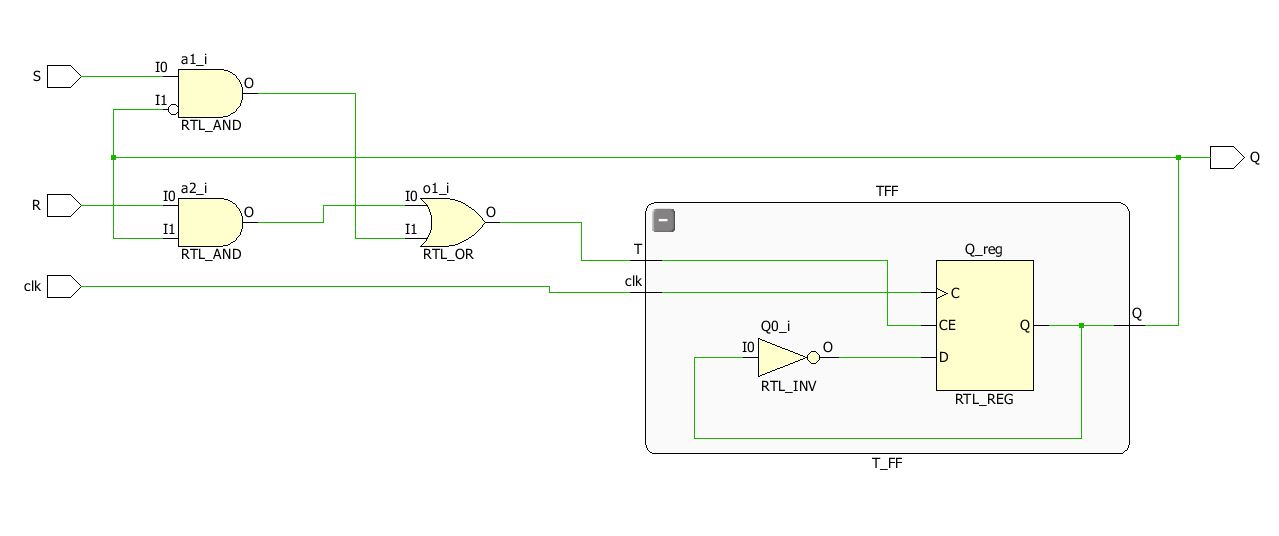 S
I0
a1_i
O
I1
RTL_AND
Q
R
I0
a2_i
O
I1
RTL_AND
I0
o1_i
O
I1
RTL_OR
TFF
T
clk
clk
Q_reg
C
CE
Q
D
RTL_REG
Q0_i
I0
O
RTL_INV
Q
T_FF